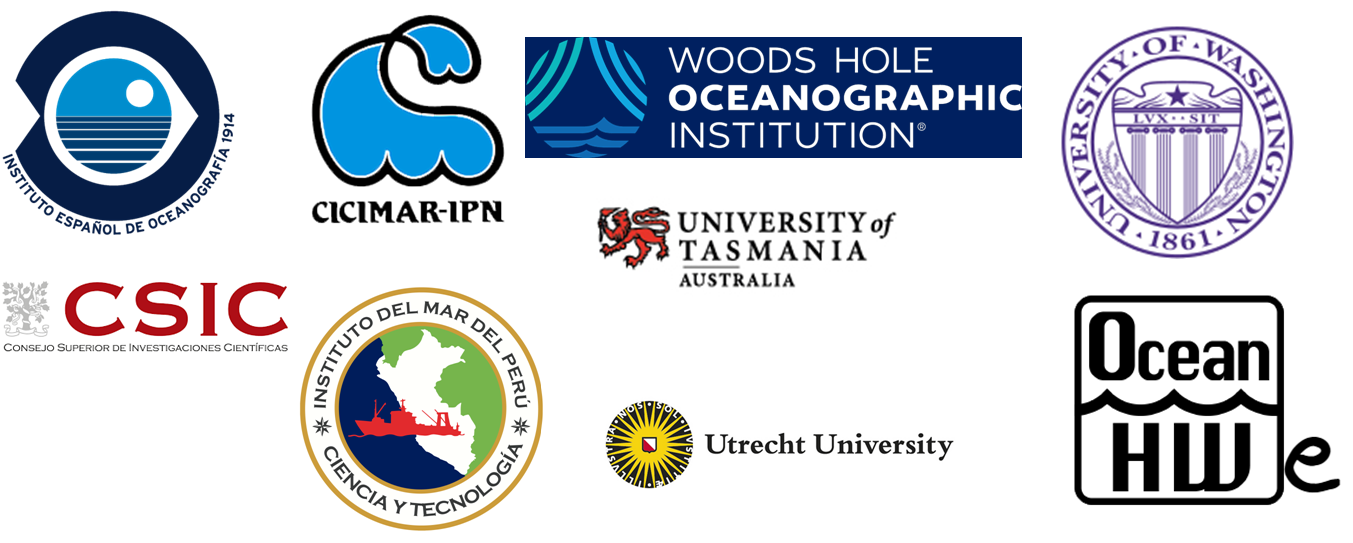 INSTITUTO ESPAÑOL DE OCEANOGRAFÍA 1914
CICIMAR-IPN
WOODS HOLE
OCEANOGRAPHIC
INSTITUTION®
UNIVERSITY · OF · WASHINGTON
LVX · · SIT
· 1861 ·
UNIVERSITY of
TASMANIA
AUSTRALIA
CSIC
CONSEJO SUPERIOR DE INVESTIGACIONES CIENTÍFICAS
INSTITUTO DEL MAR DEL PERÚ
CIENCIA Y TECNOLOGÍA
Utrecht University
Ocean
HW e